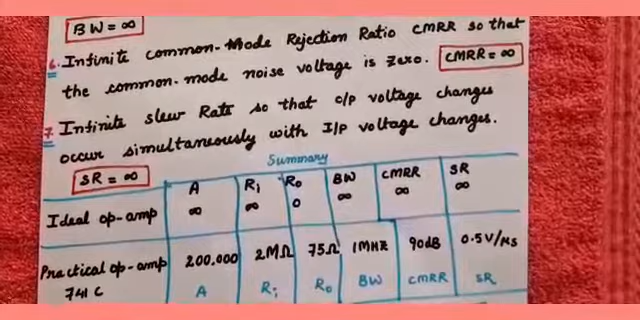 BW = ∞
6. Infinite common-Mode Rejection Ratio CMRR so that
the common-mode noise voltage is zero. CMRR = ∞
7. Infinite slew Rate so that o/p voltage changes
occur simultaneously with I/P voltage changes.
SR = ∞
Summary
A Ri Ro BW CMRR SR
Ideal op-amp ∞ ∞ 0 ∞ ∞ ∞
Practical op-amp 200.000 2MΩ 75Ω 1MHz 90dB 0.5V/μs
741 C A Ri Ro BW CMRR SR